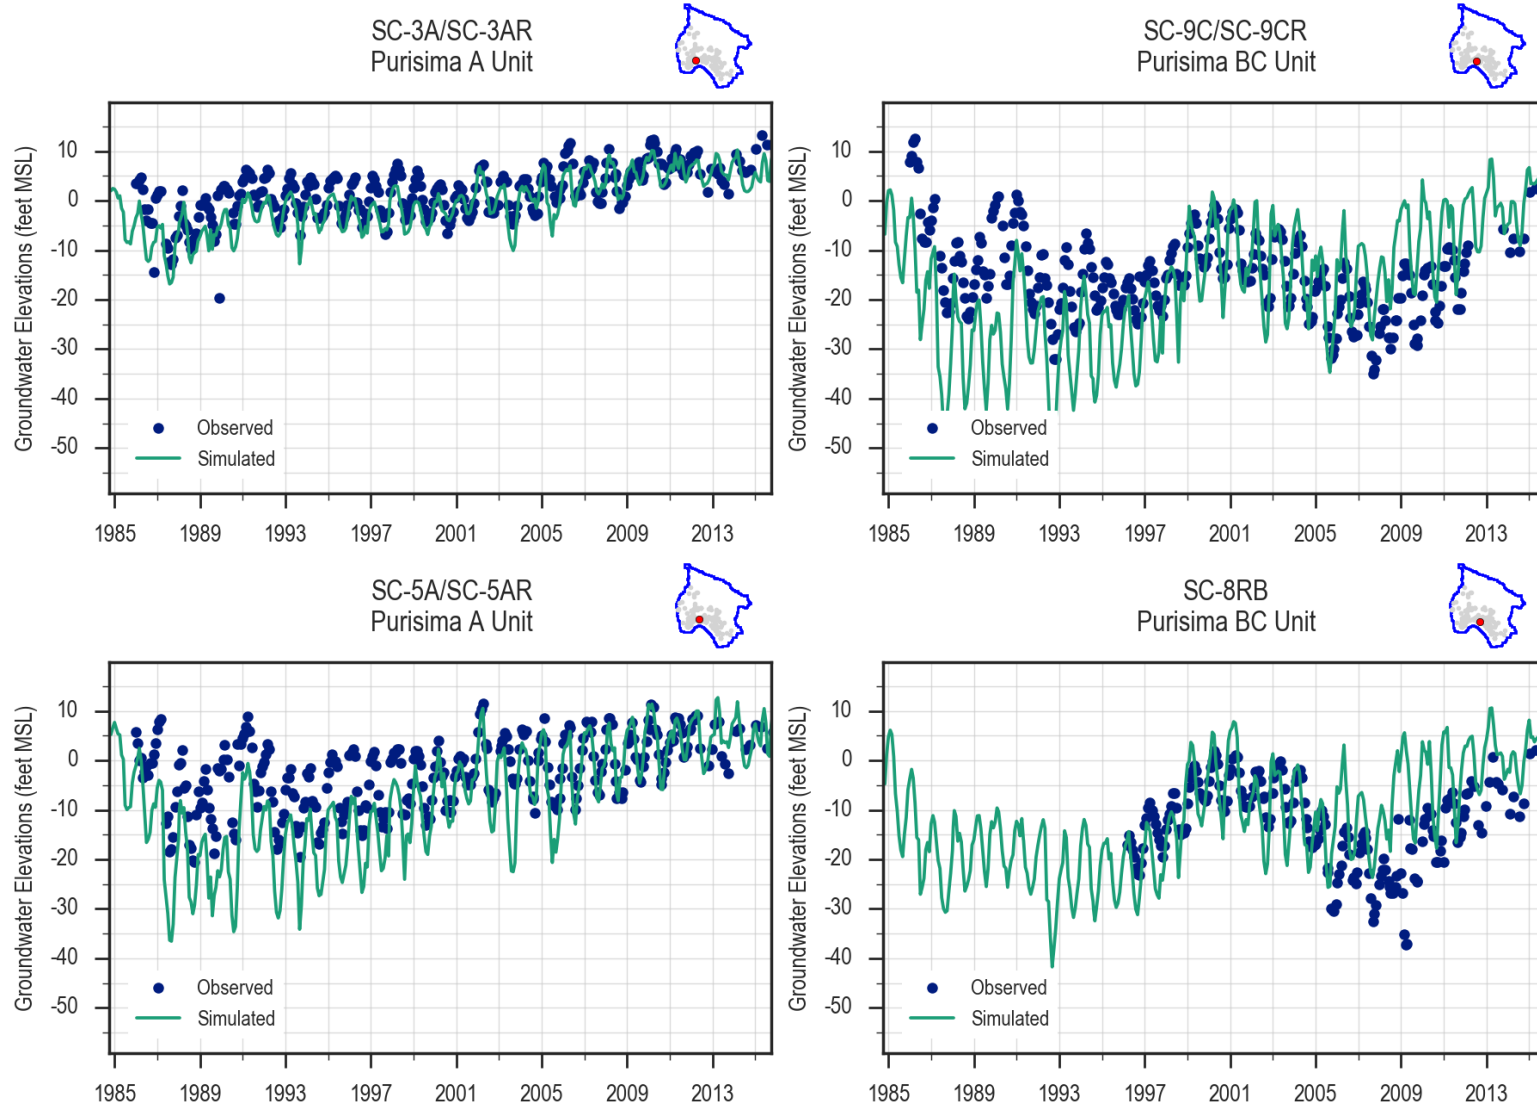 SC-3A/SC-3AR
Purisima A Unit
Groundwater Elevations (feet MSL)
10
0
-10
-20
-30
-40
-50
Observed
Simulated
1985 1989 1993 1997 2001 2005 2009 2013
SC-9C/SC-9CR
Purisima BC Unit
Groundwater Elevations (feet MSL)
10
0
-10
-20
-30
-40
-50
Observed
Simulated
1985 1989 1993 1997 2001 2005 2009 2013
SC-5A/SC-5AR
Purisima A Unit
Groundwater Elevations (feet MSL)
10
0
-10
-20
-30
-40
-50
Observed
Simulated
1985 1989 1993 1997 2001 2005 2009 2013
SC-8RB
Purisima BC Unit
Groundwater Elevations (feet MSL)
10
0
-10
-20
-30
-40
-50
Observed
Simulated
1985 1989 1993 1997 2001 2005 2009 2013